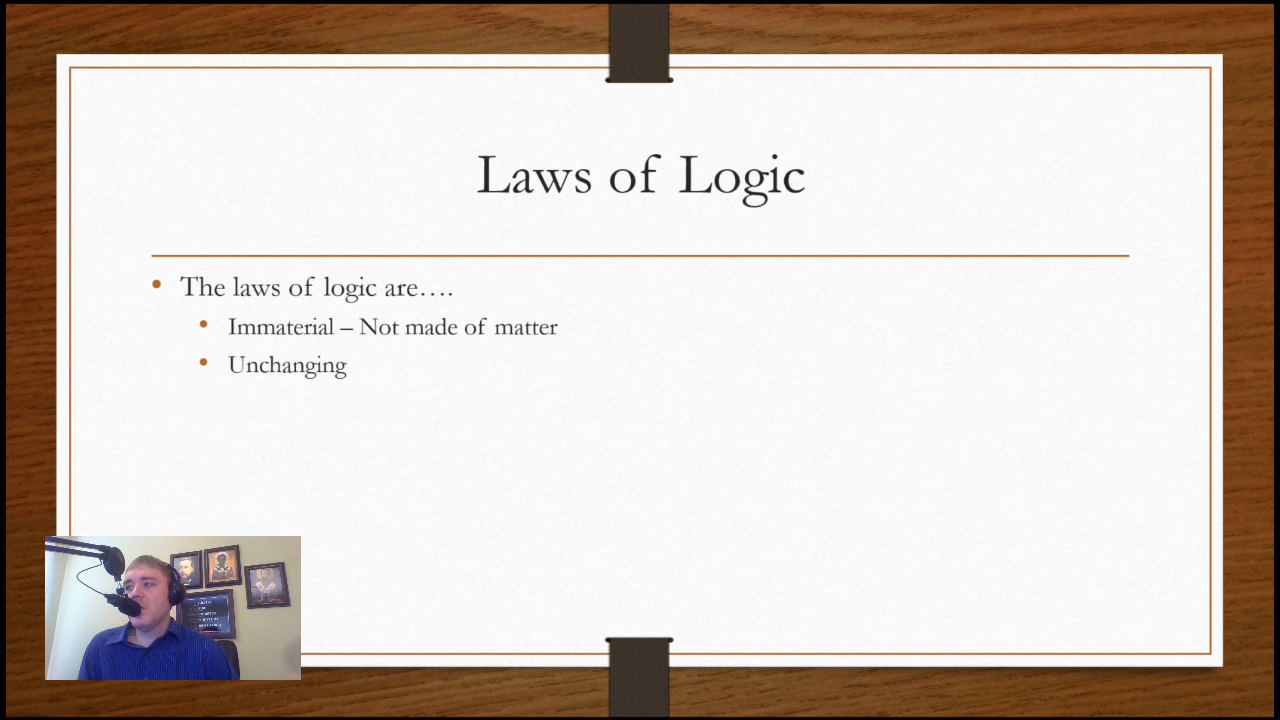 Laws of Logic
The laws of logic are….
Immaterial – Not made of matter
Unchanging